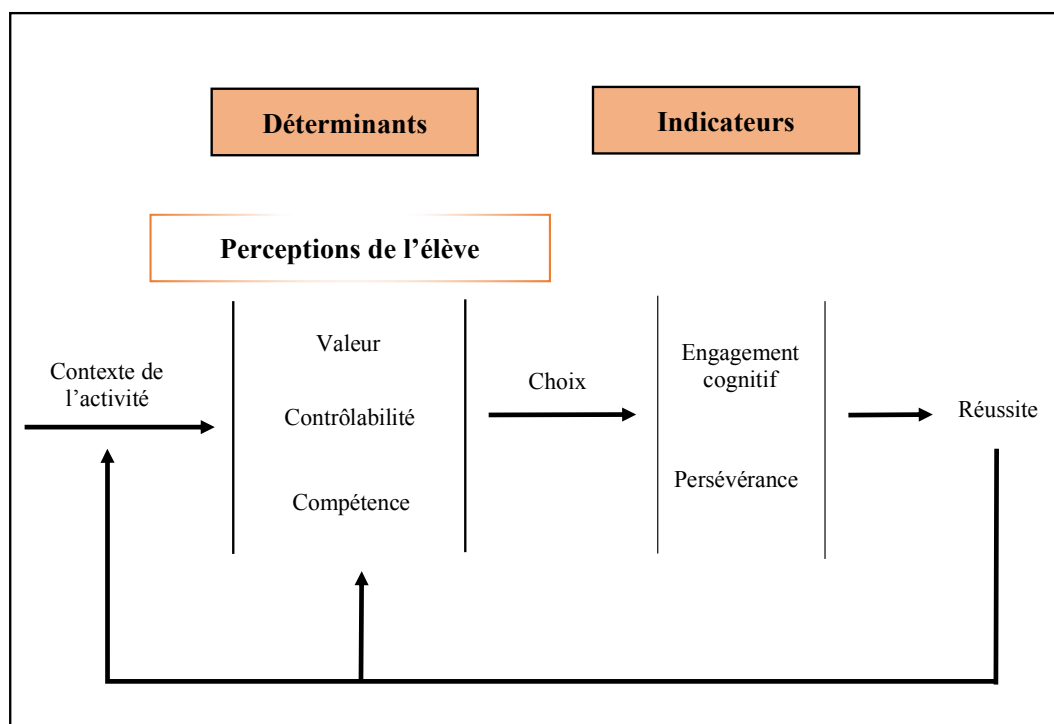 Déterminants
Indicateurs
Perceptions de l’élève
Contexte de
l’activité
Valeur
Contrôlabilité
Compétence
Choix
Engagement
cognitif
Persévérance
Réussite